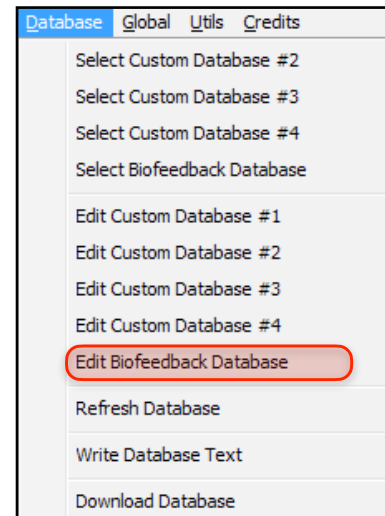 Database Global Utils Credits
Select Custom Database #2
Select Custom Database #3
Select Custom Database #4
Select Biofeedback Database
Edit Custom Database #1
Edit Custom Database #2
Edit Custom Database #3
Edit Custom Database #4
Edit Biofeedback Database
Refresh Database
Write Database Text
Download Database